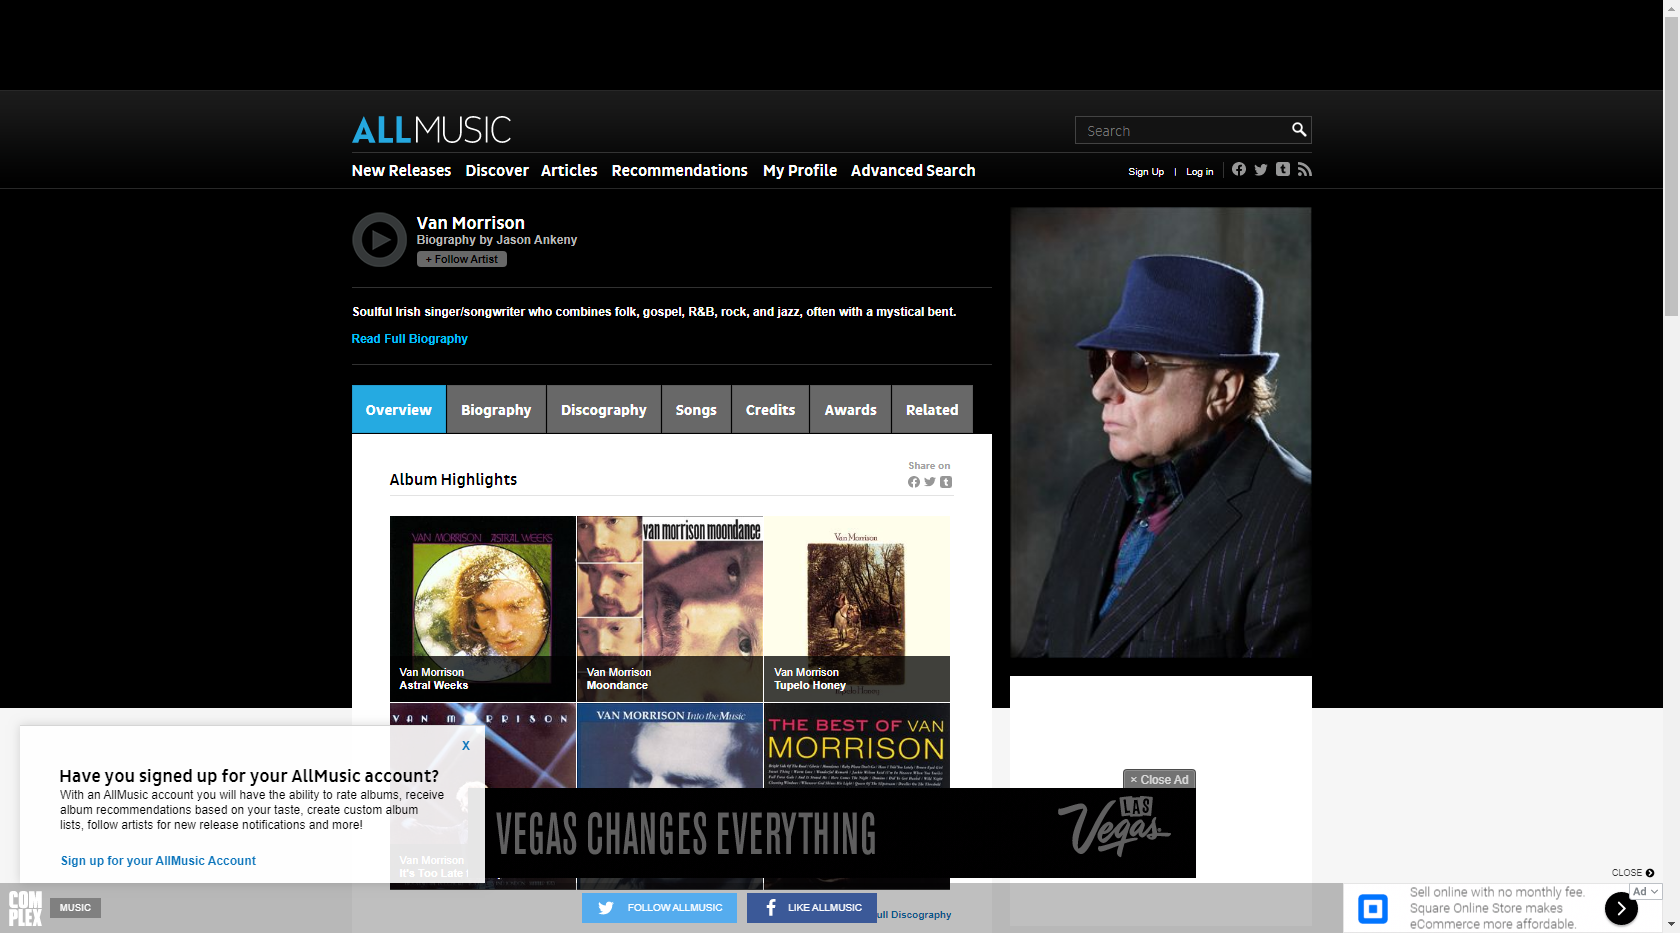 ALLMUSIC
Search
New Releases Discover Articles Recommendations My Profile Advanced Search
Sign Up | Log in
Van Morrison
Biography by Jason Ankeny
+ Follow Artist
Soulful Irish singer/songwriter who combines folk, gospel, R&B, rock, and jazz, often with a mystical bent.
Read Full Biography
Overview Biography Discography Songs Credits Awards Related
Album Highlights
Share on
VAN MORRISON ASTRAL WEEKS
Van Morrison
Astral Weeks
van morrison moondance
Van Morrison
Moondance
Van Morrison
Tupelo Honey
Van Morrison
Tupelo Honey
VAN MORRISON
VAN MORRISON Into the Music
THE BEST OF VAN
MORRISON
X
Have you signed up for your AllMusic account?
With an AllMusic account you will have the ability to rate albums, receive
album recommendations based on your taste, create custom album
lists, follow artists for new release notifications and more!
Sign up for your AllMusic Account
Van Morrison
It's Too Late
× Close Ad
VEGAS CHANGES EVERYTHING
LAS
Vegas
COM
PLEX
MUSIC
FOLLOW ALLMUSIC
LIKE ALLMUSIC
ull Discography
CLOSE
Ad
Sell online with no monthly fee.
Square Online Store makes
eCommerce more affordable.